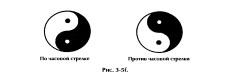 По часовой стрелке
Против часовой стрелки
Рис. 3-5f.